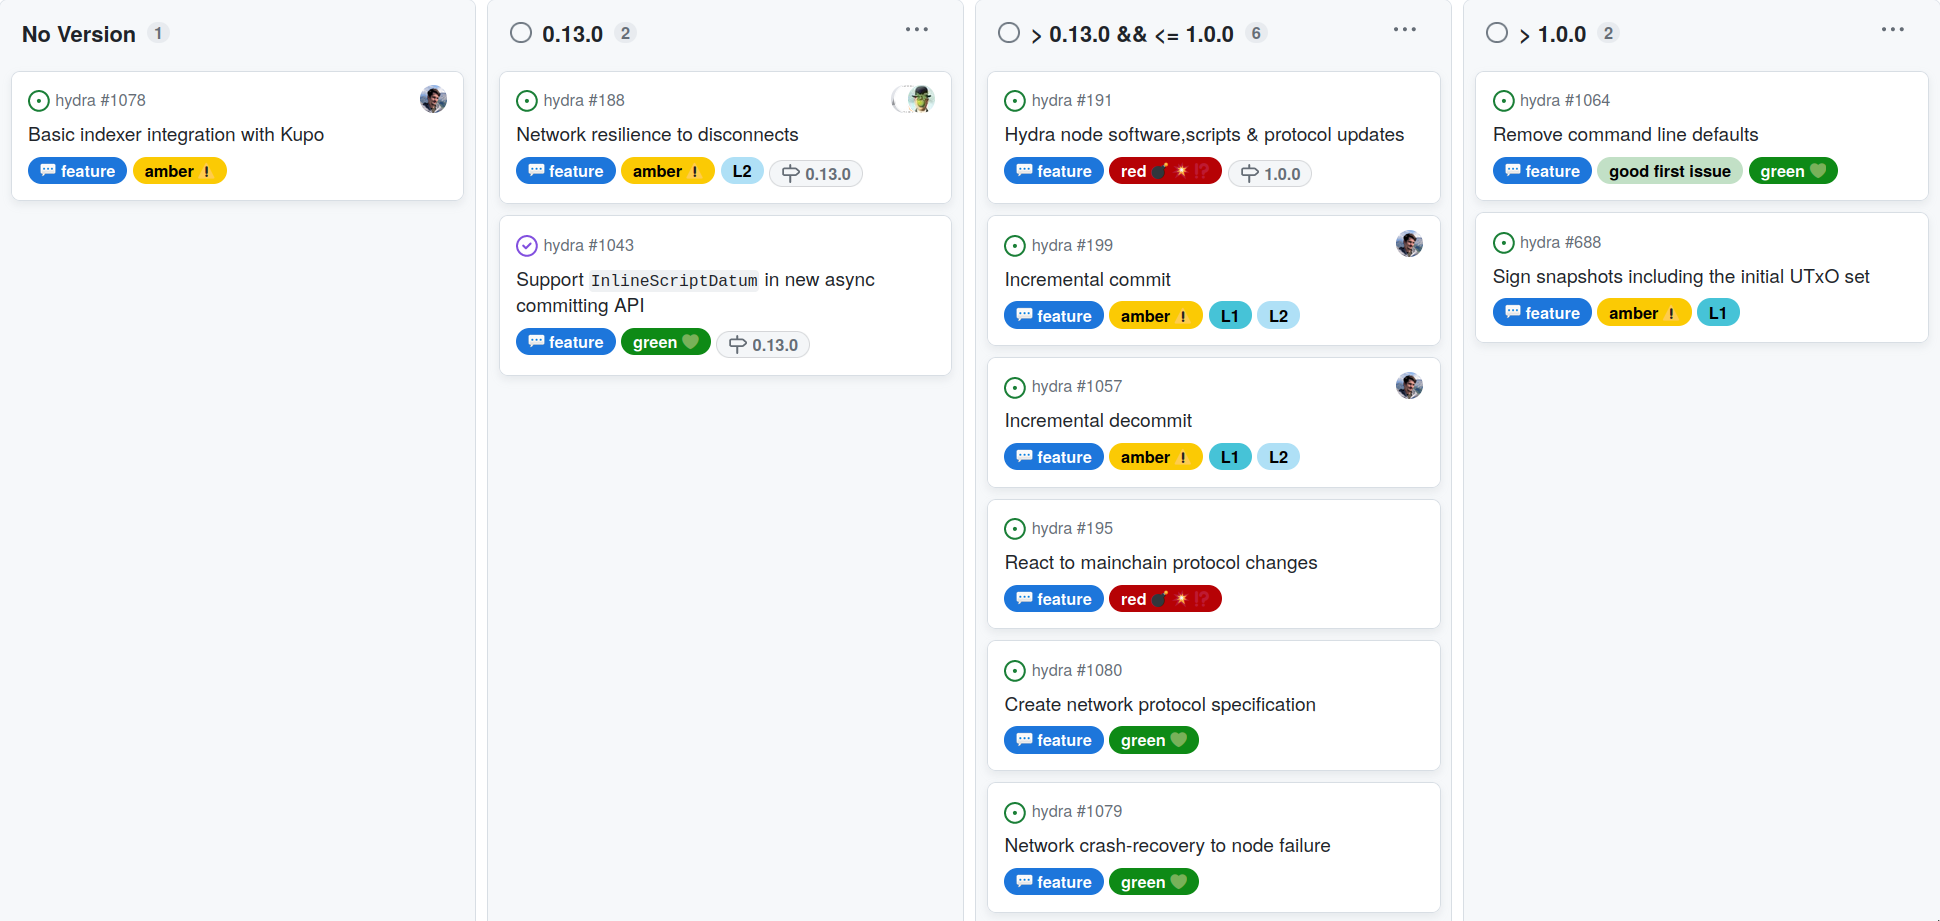 No Version 1
hydra #1078
Basic indexer integration with Kupo
💬 feature amber ⚠️
0.13.0 2 ...
hydra #188
Network resilience to disconnects
💬 feature amber ⚠️ L2 0.13.0
hydra #1043
Support InlineScriptDatum in new async
committing API
💬 feature green 💚 0.13.0
> 0.13.0 && <= 1.0.0 6 ...
hydra #191
Hydra node software,scripts & protocol updates
💬 feature red 💣 💥 ⁉️ 1.0.0
hydra #199
Incremental commit
💬 feature amber ⚠️ L1 L2
hydra #1057
Incremental decommit
💬 feature amber ⚠️ L1 L2
hydra #195
React to mainchain protocol changes
💬 feature red 💣 💥 ⁉️
hydra #1080
Create network protocol specification
💬 feature green 💚
hydra #1079
Network crash-recovery to node failure
💬 feature green 💚
> 1.0.0 2 ...
hydra #1064
Remove command line defaults
💬 feature good first issue green 💚
hydra #688
Sign snapshots including the initial UTxO set
💬 feature amber ⚠️ L1